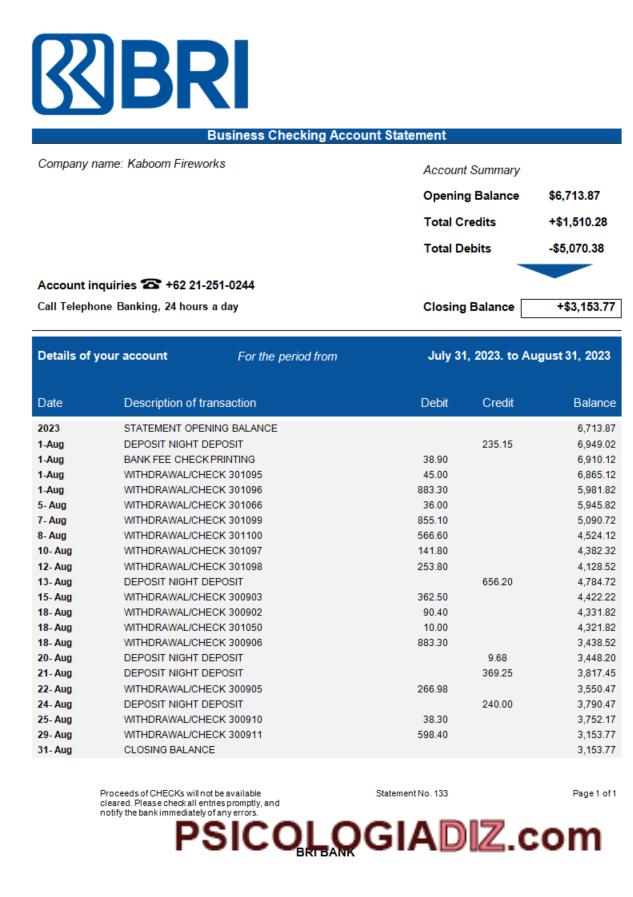 BRI
Business Checking Account Statement
Company name: Kaboom Fireworks
Account Summary
Opening Balance $6,713.87
Total Credits +$1,510.28
Total Debits -$5,070.38
Account inquiries ☎ +62 21-251-0244
Call Telephone Banking, 24 hours a day
Closing Balance +$3,153.77
Details of your account For the period from July 31, 2023. to August 31, 2023
Date Description of transaction Debit Credit Balance
2023 STATEMENT OPENING BALANCE 6,713.87
1-Aug DEPOSIT NIGHT DEPOSIT 235.15 6,949.02
1-Aug BANK FEE CHECK PRINTING 38.90 6,910.12
1-Aug WITHDRAWAL/CHECK 301095 45.00 6,865.12
1-Aug WITHDRAWAL/CHECK 301096 883.30 5,981.82
5- Aug WITHDRAWAL/CHECK 301066 36.00 5,945.82
7- Aug WITHDRAWAL/CHECK 301099 855.10 5,090.72
8- Aug WITHDRAWAL/CHECK 301100 566.60 4,524.12
10- Aug WITHDRAWAL/CHECK 301097 141.80 4,382.32
12- Aug WITHDRAWAL/CHECK 301098 253.80 4,128.52
13- Aug DEPOSIT NIGHT DEPOSIT 656.20 4,784.72
15- Aug WITHDRAWAL/CHECK 300903 362.50 4,422.22
18- Aug WITHDRAWAL/CHECK 300902 90.40 4,331.82
18- Aug WITHDRAWAL/CHECK 301050 10.00 4,321.82
18- Aug WITHDRAWAL/CHECK 300906 883.30 3,438.52
20- Aug DEPOSIT NIGHT DEPOSIT 9.68 3,448.20
21- Aug DEPOSIT NIGHT DEPOSIT 369.25 3,817.45
22- Aug WITHDRAWAL/CHECK 300905 266.98 3,550.47
24- Aug DEPOSIT NIGHT DEPOSIT 240.00 3,790.47
25- Aug WITHDRAWAL/CHECK 300910 38.30 3,752.17
29- Aug WITHDRAWAL/CHECK 300911 598.40 3,153.77
31- Aug CLOSING BALANCE 3,153.77
Proceeds of CHECKs will not be available
cleared. Please check all entries promptly, and
notify the bank immediately of any errors.
Statement No. 133
Page 1 of 1
PSICOLOGIADIZ.com
BRI BANK